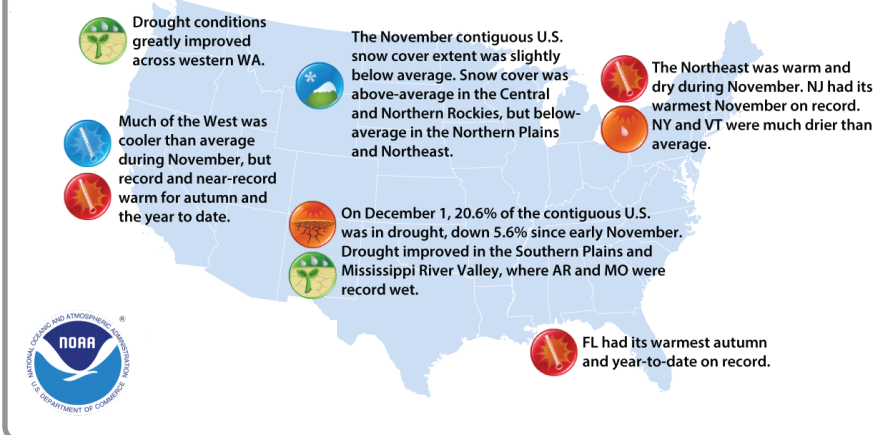 Drought conditions
greatly improved
across western WA.
The November contiguous U.S.
snow cover extent was slightly
below average. Snow cover was
above-average in the Central
and Northern Rockies, but below-
average in the Northern Plains
and Northeast.
The Northeast was warm and
dry during November. NJ had its
warmest November on record.
NY and VT were much drier than
average.
Much of the West was
cooler than average
during November, but
record and near-record
warm for autumn and
the year to date.
On December 1, 20.6% of the contiguous U.S.
was in drought, down 5.6% since early November.
Drought improved in the Southern Plains and
Mississippi River Valley, where AR and MO were
record wet.
FL had its warmest autumn
and year-to-date on record.
NATIONAL OCEANIC AND ATMOSPHERIC ADMINISTRATION
®
NOAA
U.S. DEPARTMENT OF COMMERCE